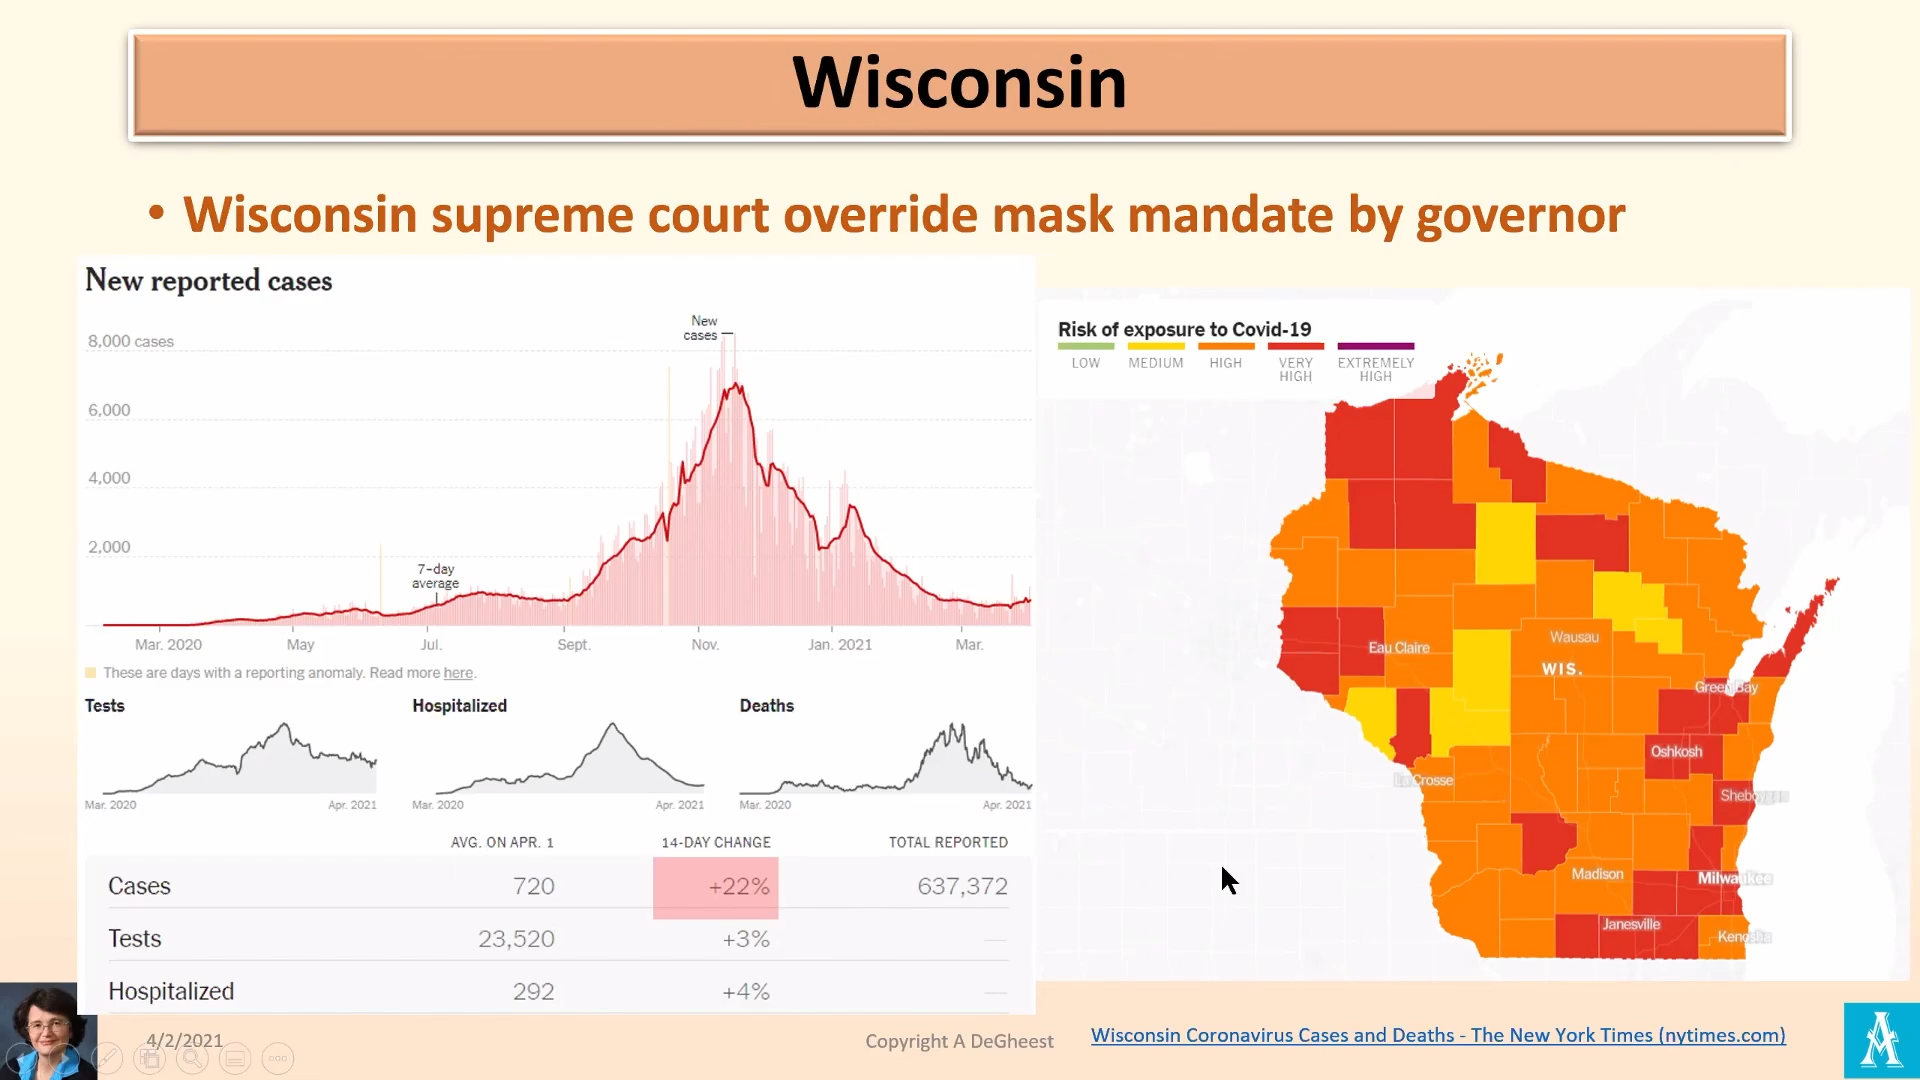 Wisconsin
• Wisconsin supreme court override mask mandate by governor
New reported cases
New
cases
8,000 cases
6,000
4,000
2,000
7–day
average
Mar. 2020
May
Jul.
Sept.
Nov.
Jan. 2021
Mar.
These are days with a reporting anomaly. Read more here.
Tests
Hospitalized
Deaths
Mar. 2020
Apr. 2021
Mar. 2020
Apr. 2021
Mar. 2020
Apr. 2021
AVG. ON APR. 1
14-DAY CHANGE
TOTAL REPORTED
Cases 720 +22% 637,372
Tests 23,520 +3% —
Hospitalized 292 +4% —
Risk of exposure to Covid-19
LOW
MEDIUM
HIGH
VERY
HIGH
EXTREMELY
HIGH
Wausau
Eau Claire
WIS.
Green Bay
Oshkosh
La Crosse
Sheboygan
Madison
Milwaukee
Janesville
Kenosha
4/2/2021
Copyright A DeGheest
Wisconsin Coronavirus Cases and Deaths - The New York Times (nytimes.com)
A